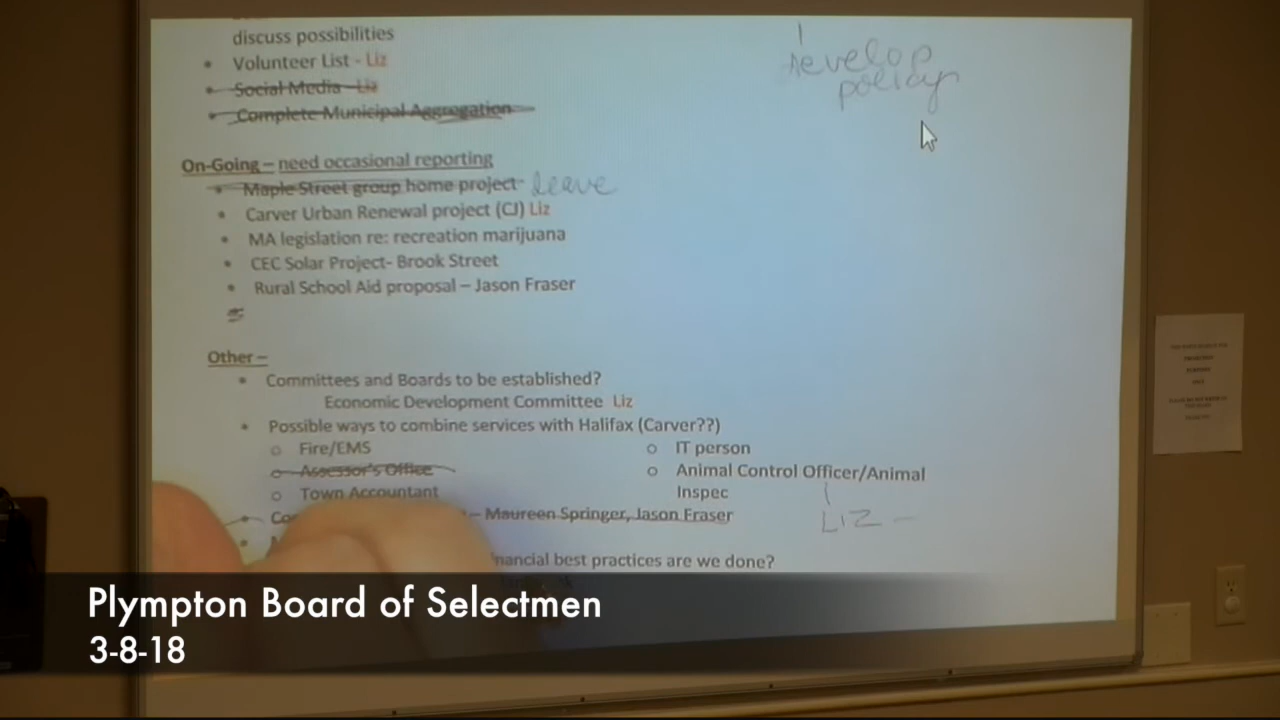 discuss possibilities
Develop
policy
• Volunteer List - Liz
• Social Media - Liz
• Complete Municipal Aggregation
On-Going – need occasional reporting
• Maple Street group home project leave
• Carver Urban Renewal project (CJ) Liz
• MA legislation re: recreation marijuana
• CEC Solar Project- Brook Street
• Rural School Aid proposal – Jason Fraser
Other –
• Committees and Boards to be established?
Economic Development Committee Liz
• Possible ways to combine services with Halifax (Carver??)
o Fire/EMS
o Assessor's Office
o Town Accountant
o IT person
o Animal Control Officer/Animal
Inspec
LIZ –
– Maureen Springer, Jason Fraser
financial best practices are we done?
Plympton Board of Selectmen
3-8-18